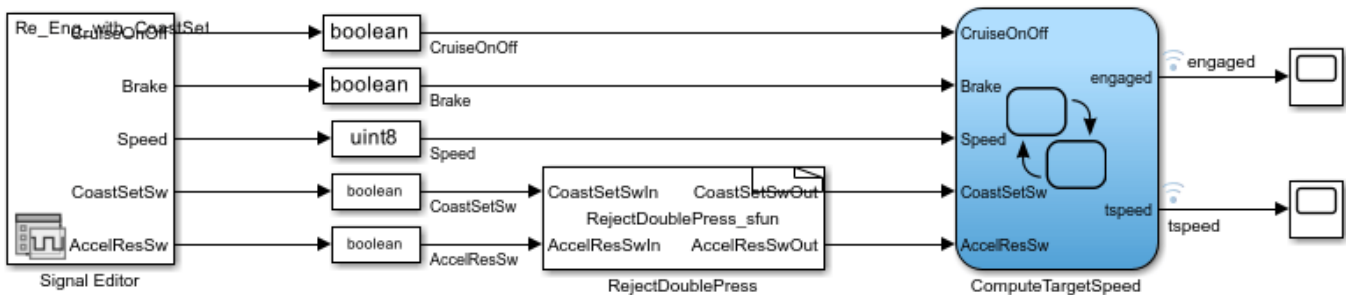 Re_Eng_with_CoastSet
CruiseOnOff
Brake
Speed
CoastSetSw
AccelResSw
Signal Editor
boolean
CruiseOnOff
boolean
Brake
uint8
Speed
boolean
CoastSetSw
boolean
AccelResSw
CoastSetSwIn CoastSetSwOut
RejectDoublePress_sfun
AccelResSwIn AccelResSwOut
RejectDoublePress
CruiseOnOff
Brake
Speed
CoastSetSw
AccelResSw
engaged
tspeed
ComputeTargetSpeed
engaged
tspeed